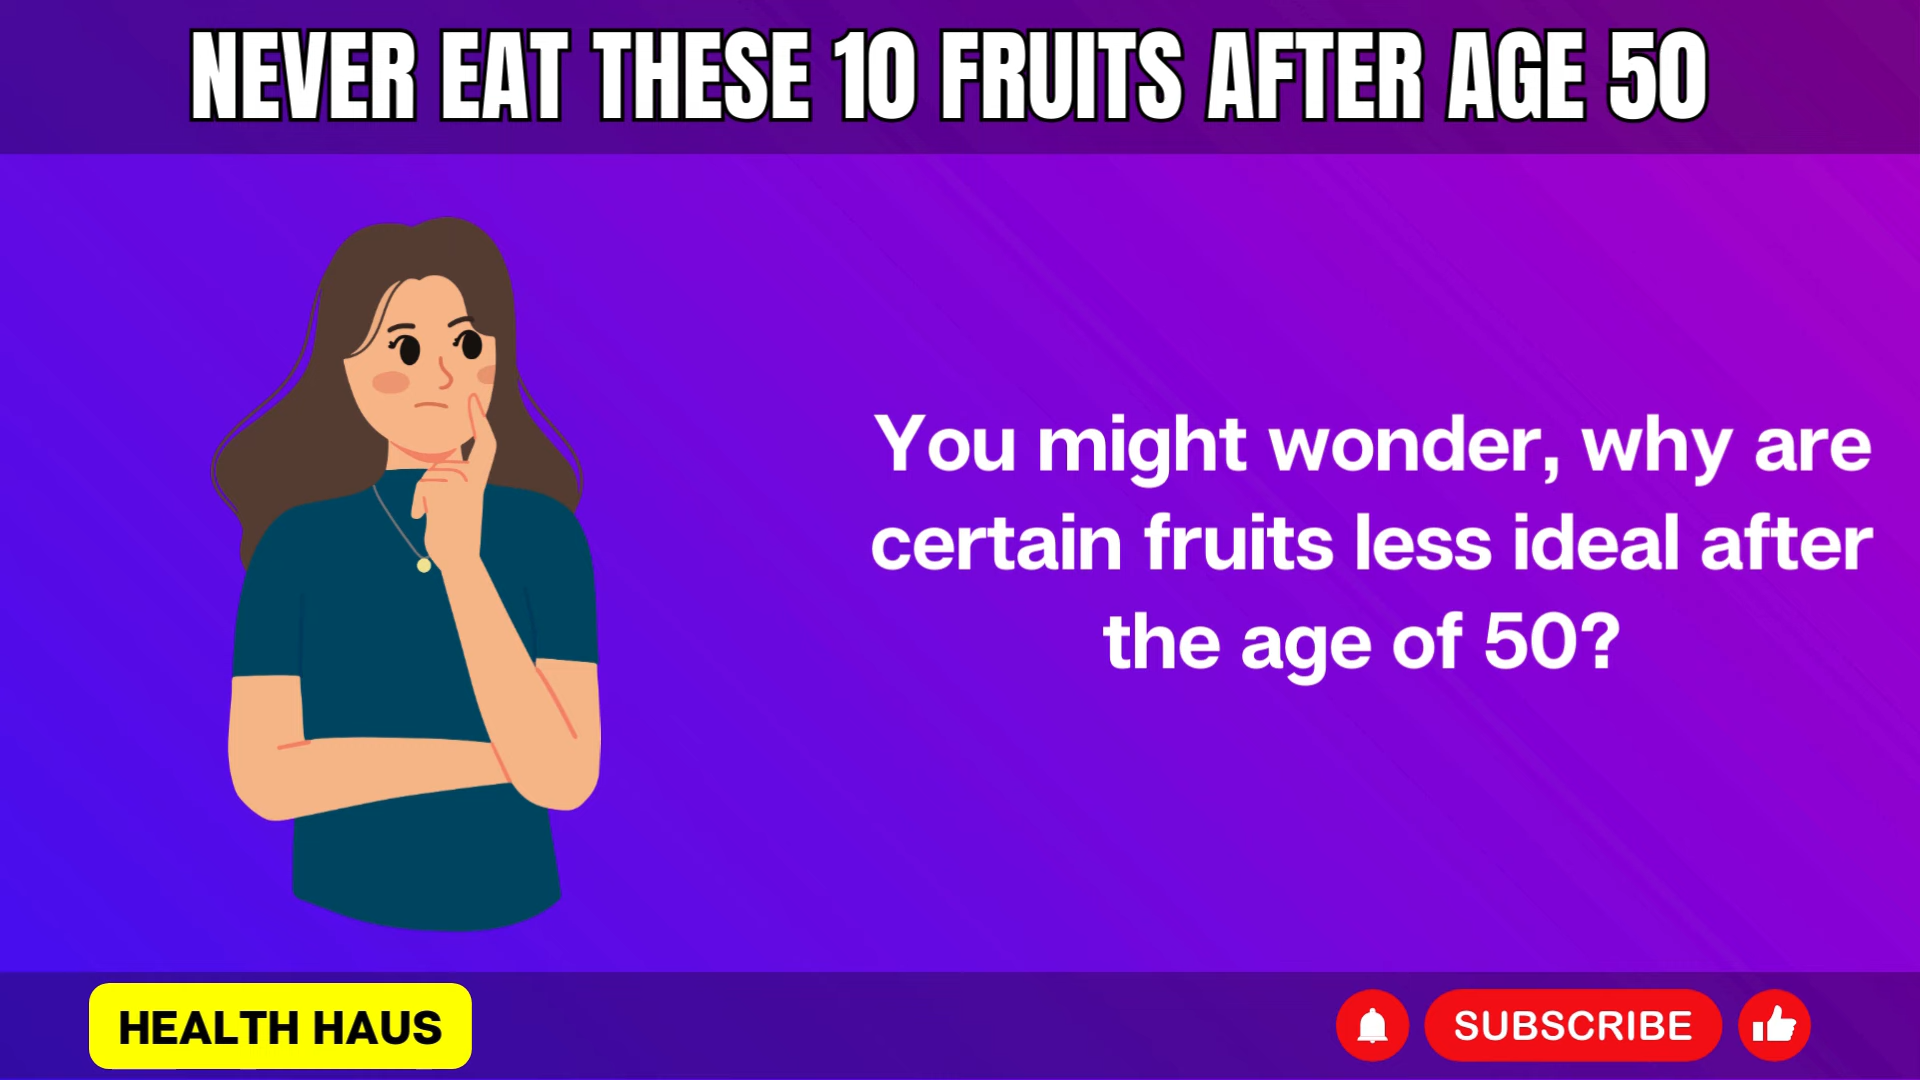 NEVER EAT THESE 10 FRUITS AFTER AGE 50
You might wonder, why are
certain fruits less ideal after
the age of 50?
HEALTH HAUS
SUBSCRIBE